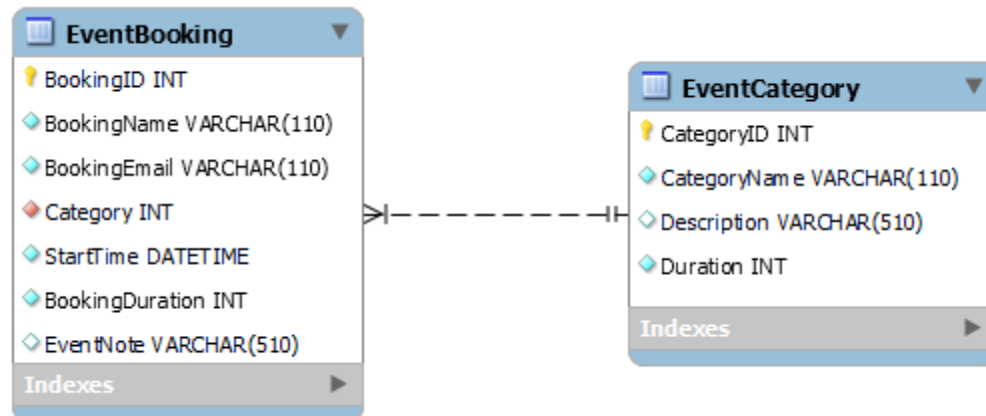 EventBooking
BookingID INT
BookingName VARCHAR(110)
BookingEmail VARCHAR(110)
Category INT
StartTime DATETIME
BookingDuration INT
EventNote VARCHAR(510)
Indexes
EventCategory
CategoryID INT
CategoryName VARCHAR(110)
Description VARCHAR(510)
Duration INT
Indexes